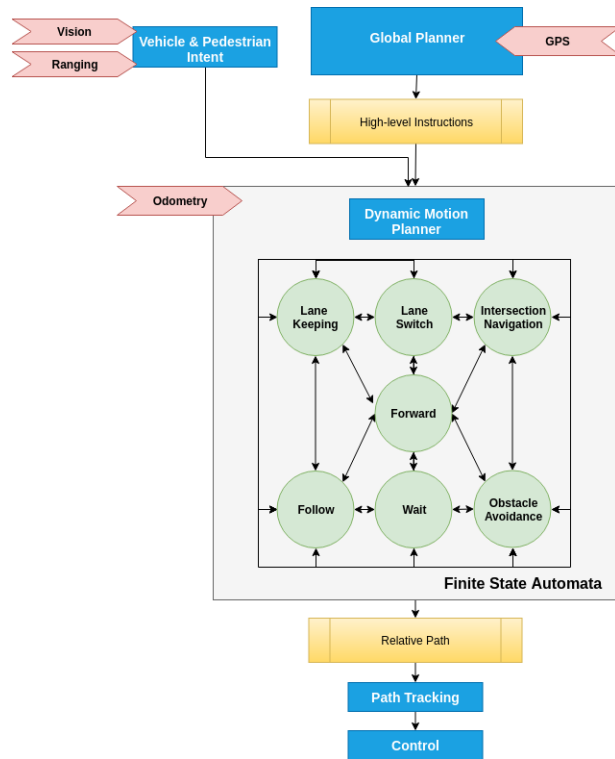 Vision
Ranging
Vehicle & Pedestrian
Intent
Global Planner
GPS
High-level Instructions
Odometry
Dynamic Motion
Planner
Lane
Keeping
Lane
Switch
Intersection
Navigation
Forward
Follow
Wait
Obstacle
Avoidance
Finite State Automata
Relative Path
Path Tracking
Control